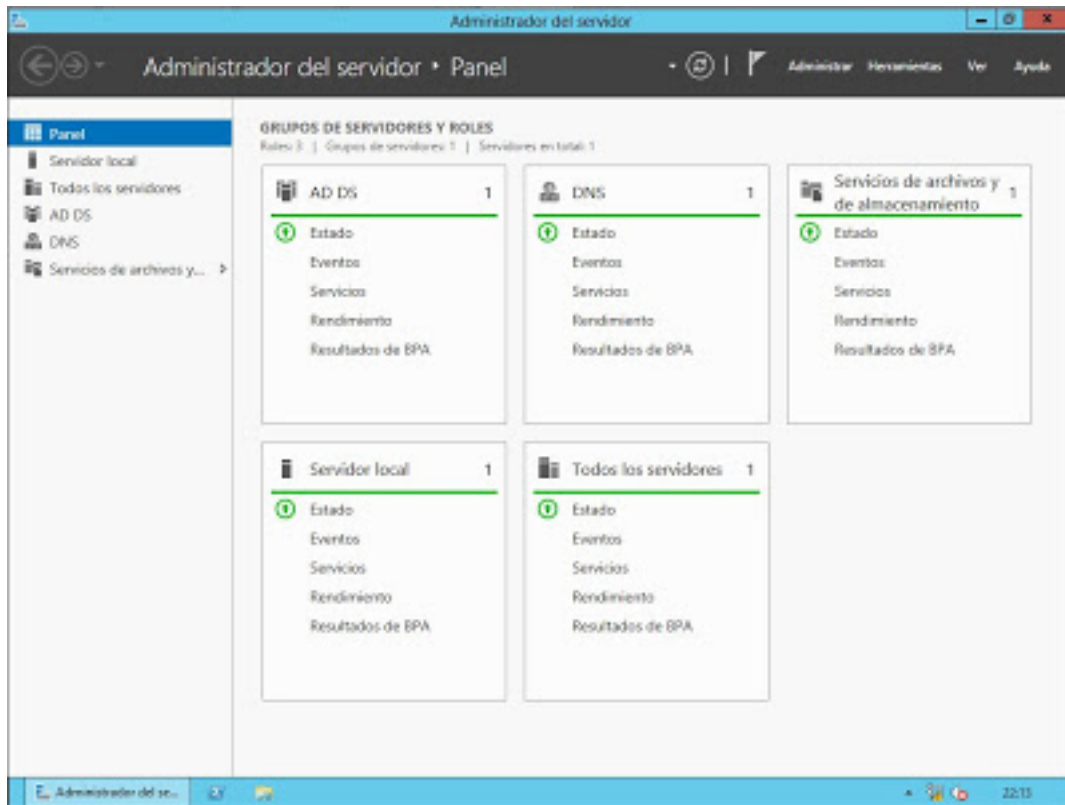 Administrador del servidor
Administrador del servidor • Panel
Administrar Herramientas Ver Ayuda
Panel
Servidor local
Todos los servidores
AD DS
DNS
Servicios de archivos y...
GRUPOS DE SERVIDORES Y ROLES
Roles: 3 | Grupos de servidores: 1 | Servidores en total: 1
AD DS 1
Estado
Eventos
Servicios
Rendimiento
Resultados de BPA
DNS 1
Estado
Eventos
Servicios
Rendimiento
Resultados de BPA
Servicios de archivos y
de almacenamiento 1
Estado
Eventos
Servicios
Rendimiento
Resultados de BPA
Servidor local 1
Estado
Eventos
Servicios
Rendimiento
Resultados de BPA
Todos los servidores 1
Estado
Eventos
Servicios
Rendimiento
Resultados de BPA
Administrador del se...
22:13